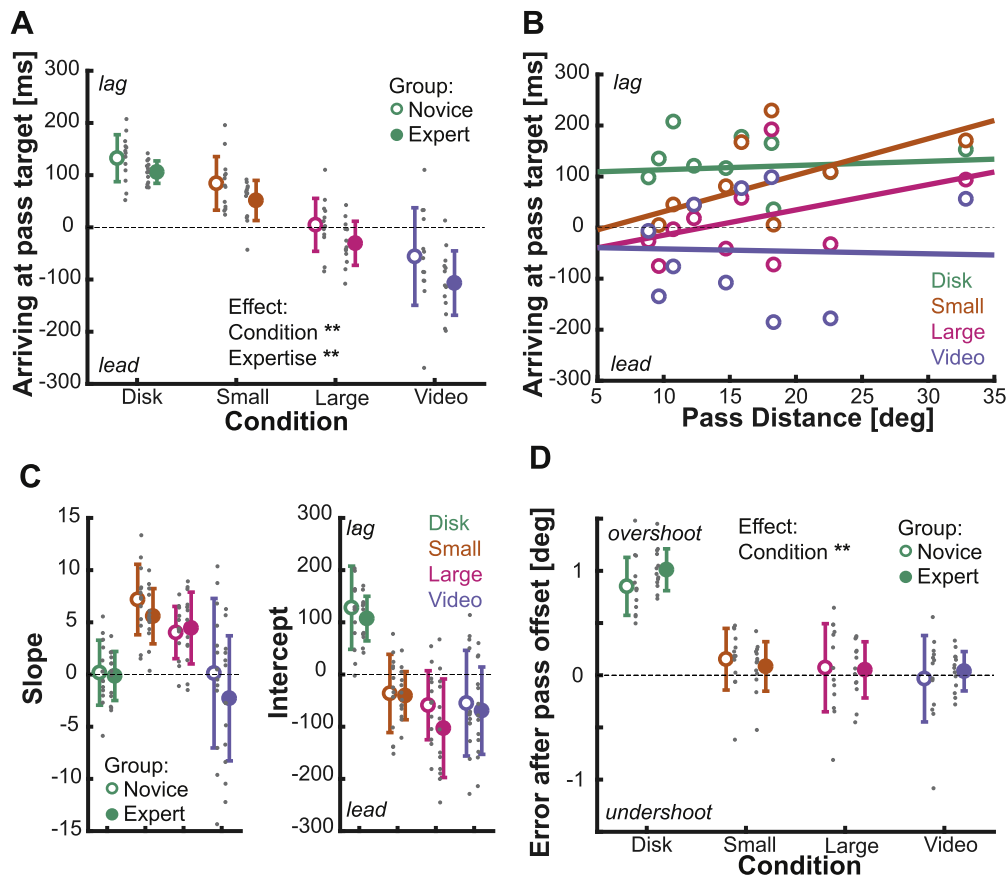 A
Arriving at pass target [ms]
300
200
100
0
-100
-200
-300
lag
lead
Group:
Novice
Expert
Effect:
Condition **
Expertise **
Disk
Small
Large
Video
Condition
B
Arriving at pass target [ms]
300
200
100
0
-100
-200
-300
lag
lead
Disk
Small
Large
Video
5
10
15
20
25
30
35
Pass Distance [deg]
C
Slope
15
10
5
0
-5
-10
-15
Group:
Novice
Expert
Intercept
300
200
100
0
-100
-200
-300
lag
lead
Disk
Small
Large
Video
D
Error after pass offset [deg]
1
0
-1
overshoot
undershoot
Effect:
Condition **
Group:
Novice
Expert
Disk
Small
Large
Video
Condition